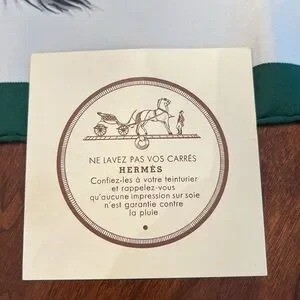 NE LAVEZ PAS VOS CARRÉS
HERMÈS
Confiez-les à votre teinturier
et rappelez-vous
qu'aucune impression sur soie
n'est garantie contre
la pluie